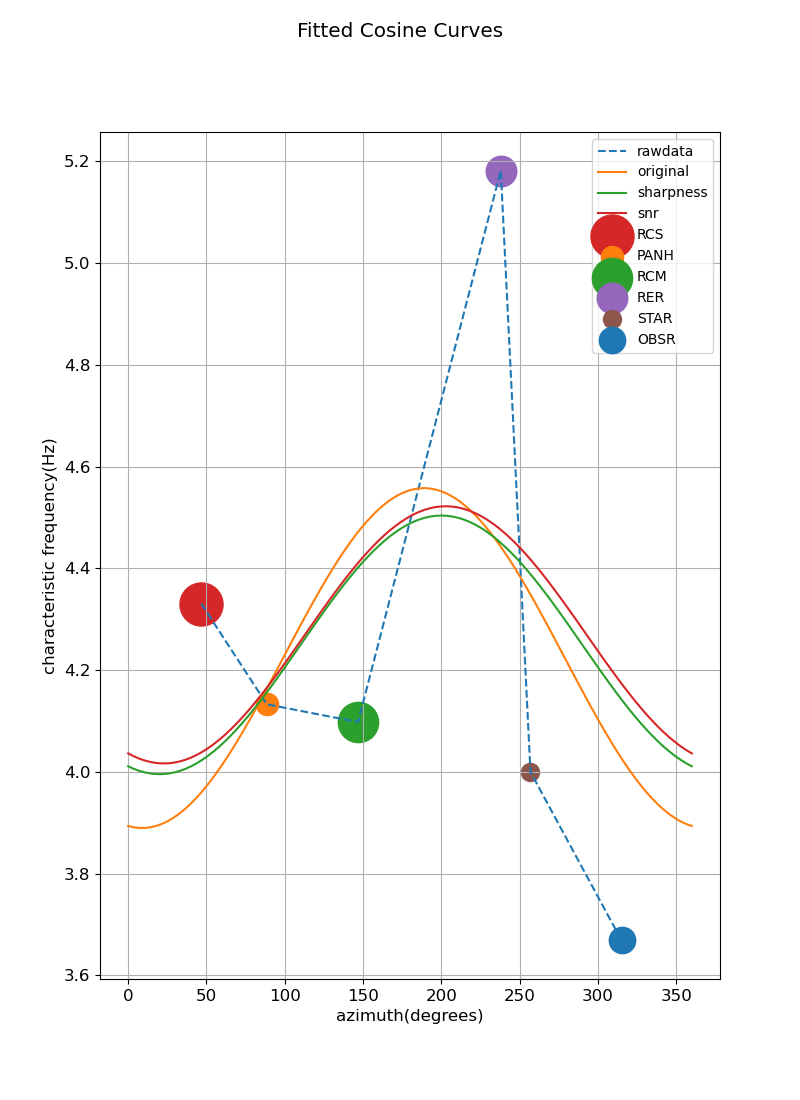 Fitted Cosine Curves
5.2
5.0
4.8
4.6
4.4
4.2
4.0
3.8
3.6
characteristic frequency(Hz)
rawdata
original
sharpness
snr
RCS
PANH
RCM
RER
STAR
OBSR
0 50 100 150 200 250 300 350
azimuth(degrees)